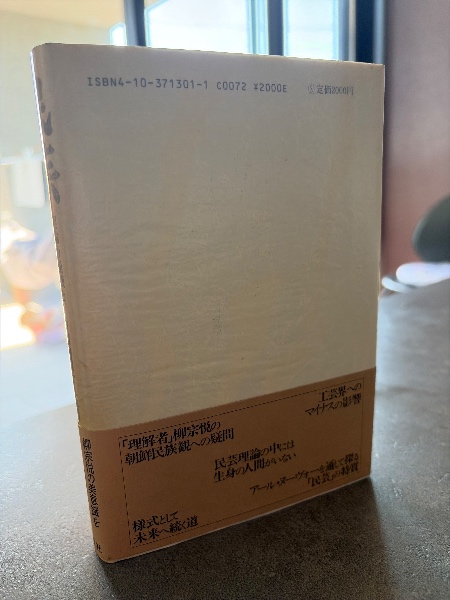 ISBN4-10-371301-1 C0072 ¥2000E
定価2000円
工芸界への
マイナスの影響
「理解者」柳宗悦の
朝鮮民族観への疑問
民芸理論の中には
生身の人間がいない
アール・ヌーヴォーを通して探る
「民芸」の特質
様式として
未来へ続く道